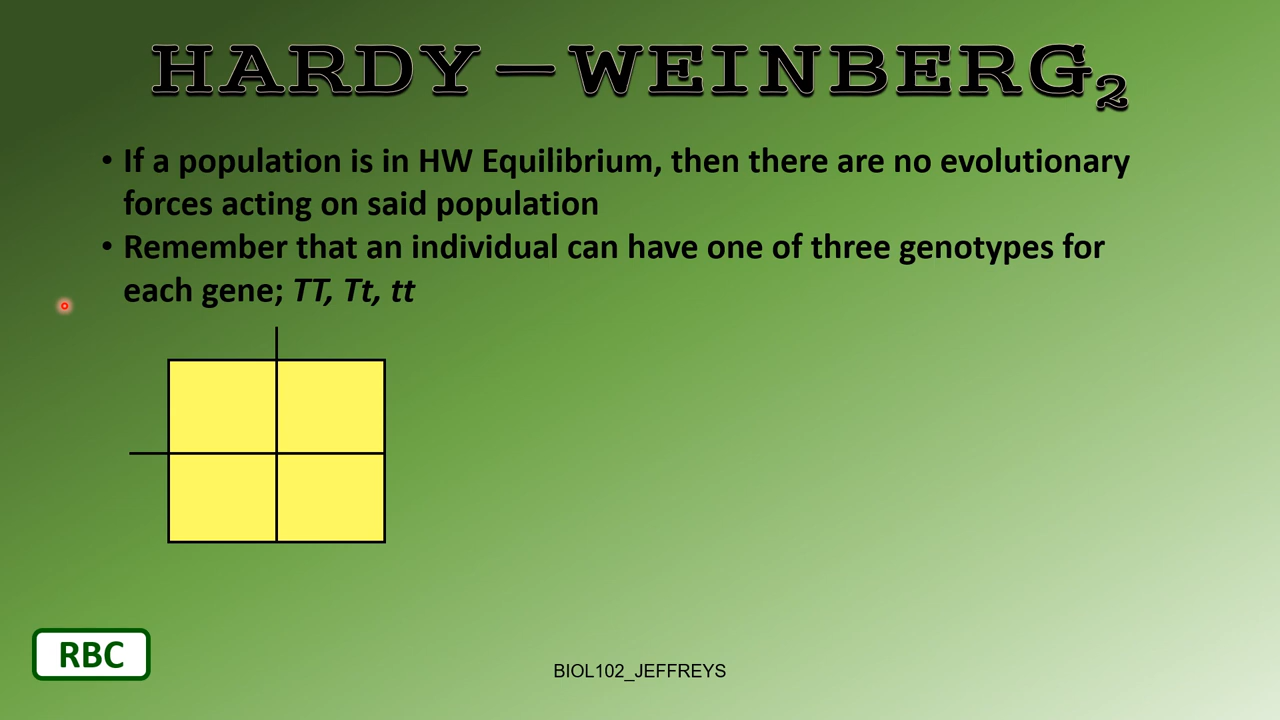 HARDY—WEINBERG₂
• If a population is in HW Equilibrium, then there are no evolutionary
forces acting on said population
• Remember that an individual can have one of three genotypes for
each gene; TT, Tt, tt
RBC
BIOL102_JEFFREYS